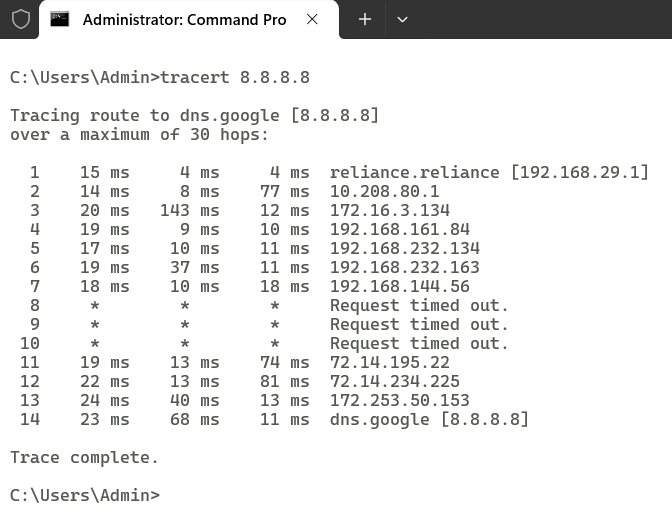 Administrator: Command Pro
C:\Users\Admin>tracert 8.8.8.8
Tracing route to dns.google [8.8.8.8]
over a maximum of 30 hops:
1 15 ms 4 ms 4 ms reliance.reliance [192.168.29.1]
2 14 ms 8 ms 77 ms 10.208.80.1
3 20 ms 143 ms 12 ms 172.16.3.134
4 19 ms 9 ms 10 ms 192.168.161.84
5 17 ms 10 ms 11 ms 192.168.232.134
6 19 ms 37 ms 11 ms 192.168.232.163
7 18 ms 10 ms 18 ms 192.168.144.56
8 * * * Request timed out.
9 * * * Request timed out.
10 * * * Request timed out.
11 19 ms 13 ms 74 ms 72.14.195.22
12 22 ms 13 ms 81 ms 72.14.234.225
13 24 ms 40 ms 13 ms 172.253.50.153
14 23 ms 68 ms 11 ms dns.google [8.8.8.8]
Trace complete.
C:\Users\Admin>